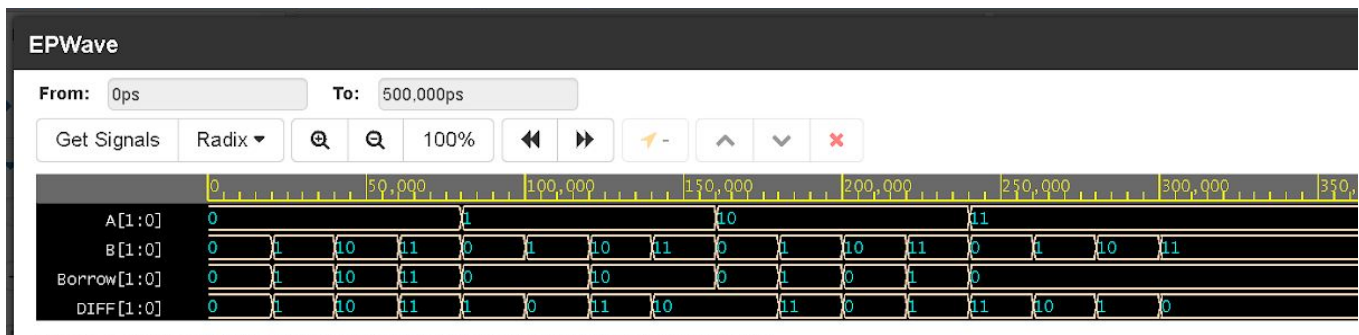 EPWave
From: 0ps To: 500,000ps
Get Signals Radix 100% -
0 50,000 100,000 150,000 200,000 250,000 300,000 350,
A[1:0] 0 1 10 11
B[1:0] 0 1 10 11 0 1 10 11 0 1 10 11 0 1 10 11
Borrow[1:0] 0 1 10 11 0 10 0 1 0 1 0
DIFF[1:0] 0 1 10 11 1 0 11 10 11 0 1 11 10 1 0